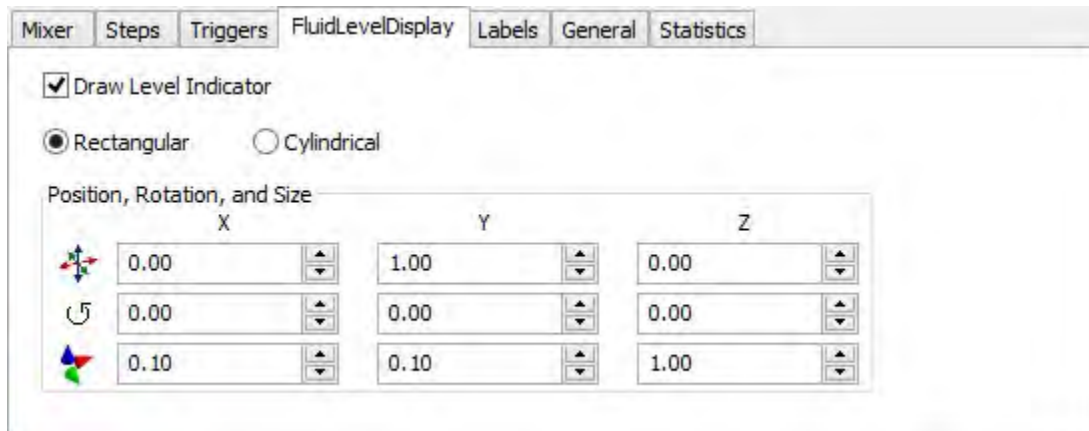 Mixer Steps Triggers FluidLevelDisplay Labels General Statistics
Draw Level Indicator
Rectangular Cylindrical
Position, Rotation, and Size
X Y Z
0.00 1.00 0.00
0.00 0.00 0.00
0.10 0.10 1.00